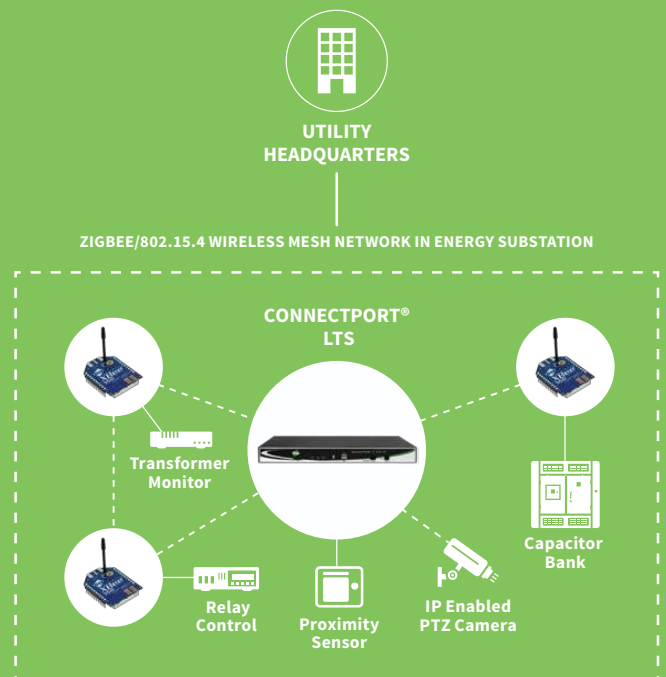 UTILITY
HEADQUARTERS
ZIGBEE/802.15.4 WIRELESS MESH NETWORK IN ENERGY SUBSTATION
CONNECTPORT®
LTS
Transformer
Monitor
Capacitor
Bank
Relay
Control
Proximity
Sensor
IP Enabled
PTZ Camera